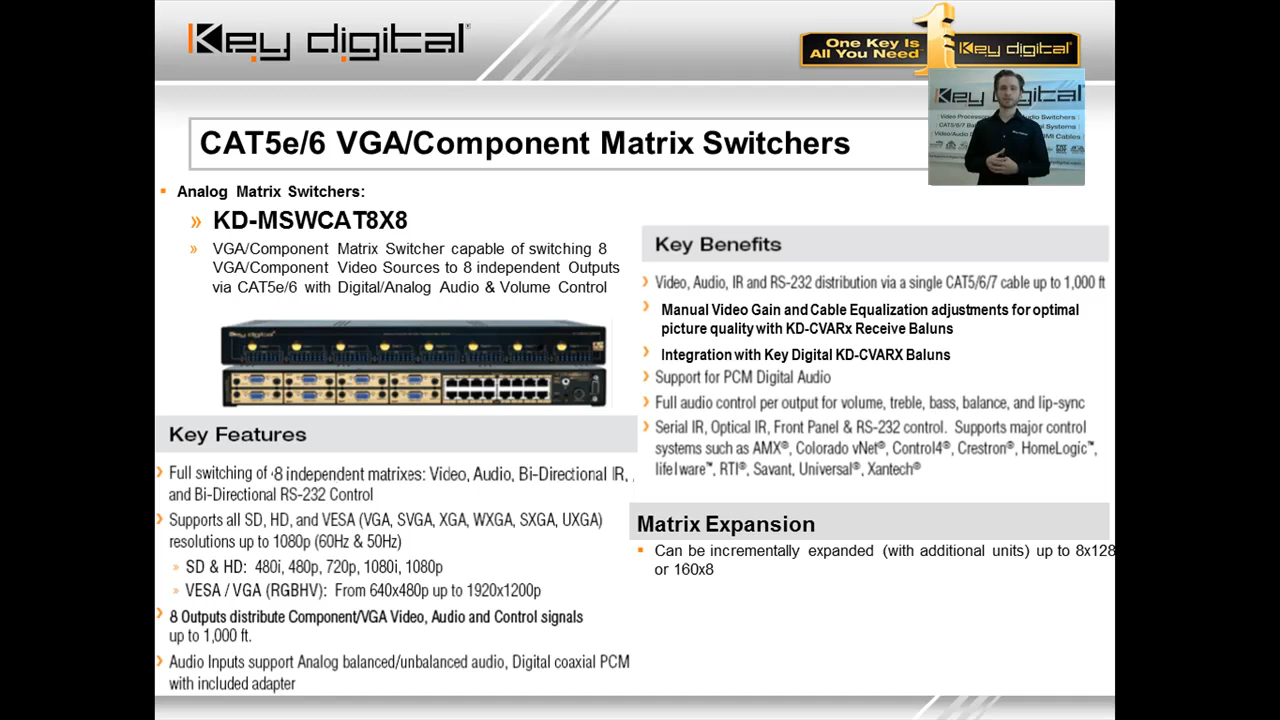 Key digital®
One Key Is
All You Need™
1
Key digital
Key digital
CAT5e/6 VGA/Component Matrix Switchers
Analog Matrix Switchers:
» KD-MSWCAT8X8
» VGA/Component Matrix Switcher capable of switching 8
VGA/Component Video Sources to 8 independent Outputs
via CAT5e/6 with Digital/Analog Audio & Volume Control
Key digital
Key Features
Full switching of 8 independent matrixes: Video, Audio, Bi-Directional IR,
and Bi-Directional RS-232 Control
Supports all SD, HD, and VESA (VGA, SVGA, XGA, WXGA, SXGA, UXGA)
resolutions up to 1080p (60Hz & 50Hz)
» SD & HD: 480i, 480p, 720p, 1080i, 1080p
» VESA / VGA (RGBHV): From 640x480p up to 1920x1200p
8 Outputs distribute Component/VGA Video, Audio and Control signals
up to 1,000 ft.
Audio Inputs support Analog balanced/unbalanced audio, Digital coaxial PCM
with included adapter
Key Benefits
Video, Audio, IR and RS-232 distribution via a single CAT5/6/7 cable up to 1,000 ft
Manual Video Gain and Cable Equalization adjustments for optimal
picture quality with KD-CVARx Receive Baluns
Integration with Key Digital KD-CVARX Baluns
Support for PCM Digital Audio
Full audio control per output for volume, treble, bass, balance, and lip-sync
Serial IR, Optical IR, Front Panel & RS-232 control. Supports major control
systems such as AMX®, Colorado vNet®, Control4®, Crestron®, HomeLogic™,
life|ware™, RTI®, Savant, Universal®, Xantech®
Matrix Expansion
Can be incrementally expanded (with additional units) up to 8x128
or 160x8